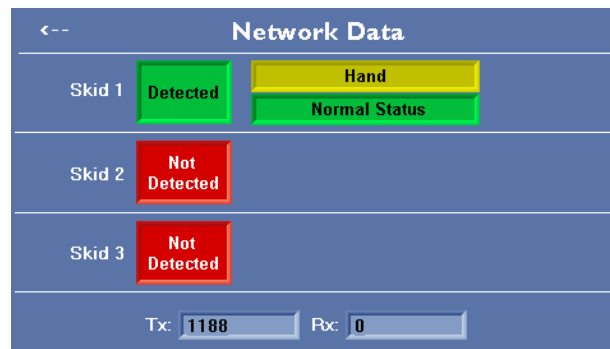 <-- Network Data
Skid 1 Detected Hand
Normal Status
Skid 2 Not
Detected
Skid 3 Not
Detected
Tx: 1188 Rx: 0